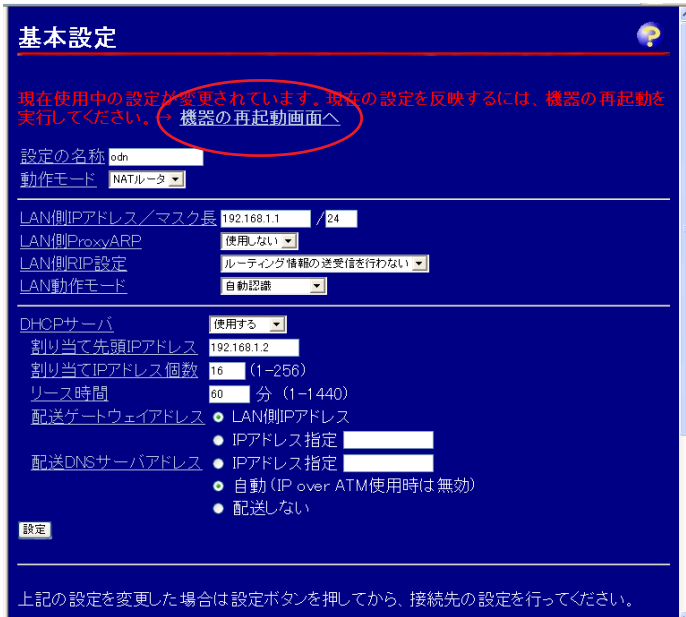 基本設定
現在使用中の設定が変更されています。現在の設定を反映するには、機器の再起動を
実行してください。→ 機器の再起動画面へ
設定の名称 odn
動作モード NATルータ
LAN側IPアドレス／マスク長 192.168.1.1 /24
LAN側ProxyARP 使用しない
LAN側RIP設定 ルーティング情報の送受信を行わない
LAN動作モード 自動認識
DHCPサーバ 使用する
割り当て先頭IPアドレス 192.168.1.2
割り当てIPアドレス個数 16 (1-256)
リース時間 60 分 (1-1440)
配送ゲートウェイアドレス LAN側IPアドレス
IPアドレス指定
配送DNSサーバアドレス IPアドレス指定
自動(IP over ATM使用時は無効)
配送しない
設定
上記の設定を変更した場合は設定ボタンを押してから、接続先の設定を行ってください。